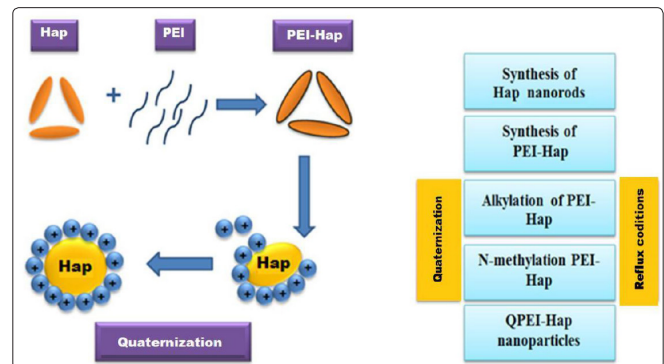 Hap
PEI
PEI-Hap
+
Hap
Hap
Quaternization
Synthesis of
Hap nanorods
Synthesis of
PEI-Hap
Quaternization
Alkylation of PEI-
Hap
N-methylation PEI-
Hap
Reflux coditions
QPEI-Hap
nanoparticles